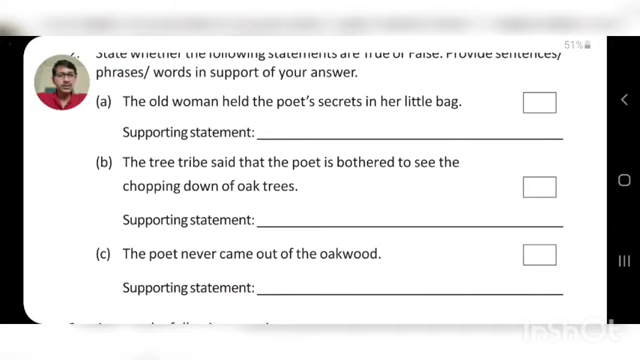 51%
2. State whether the following statements are True or False. Provide sentences/
phrases/ words in support of your answer.
(a) The old woman held the poet's secrets in her little bag.
Supporting statement:
(b) The tree tribe said that the poet is bothered to see the
chopping down of oak trees.
Supporting statement:
(c) The poet never came out of the oakwood.
Supporting statement:
InShOt